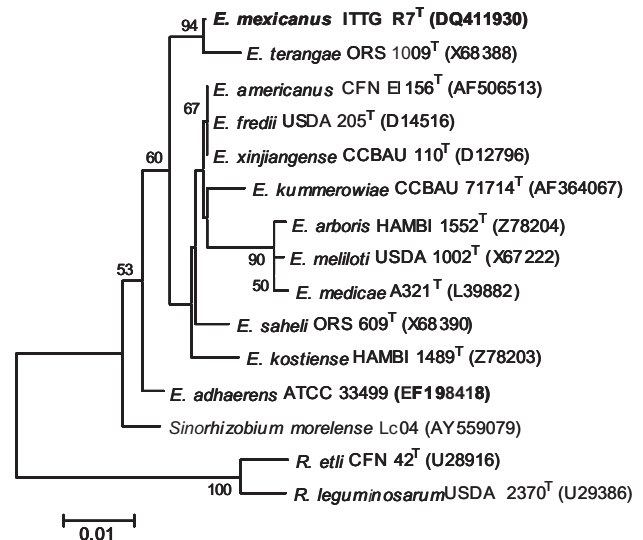 94
E. mexicanus ITTG R7T (DQ411930)
E. terangae ORS 1009T (X68388)
E. americanus CFN EI 156T (AF506513)
67
E. fredii USDA 205T (D14516)
60
E. xinjiangense CCBAU 110T (D12796)
E. kummerowiae CCBAU 71714T (AF364067)
E. arboris HAMBI 1552T (Z78204)
90
E. meliloti USDA 1002T (X67222)
53
50
E. medicae A321T (L39882)
E. saheli ORS 609T (X68390)
E. kostiense HAMBI 1489T (Z78203)
E. adhaerens ATCC 33499 (EF198418)
Sinorhizobium morelense Lc04 (AY559079)
R. etli CFN 42T (U28916)
100
R. leguminosarum USDA 2370T (U29386)
0.01